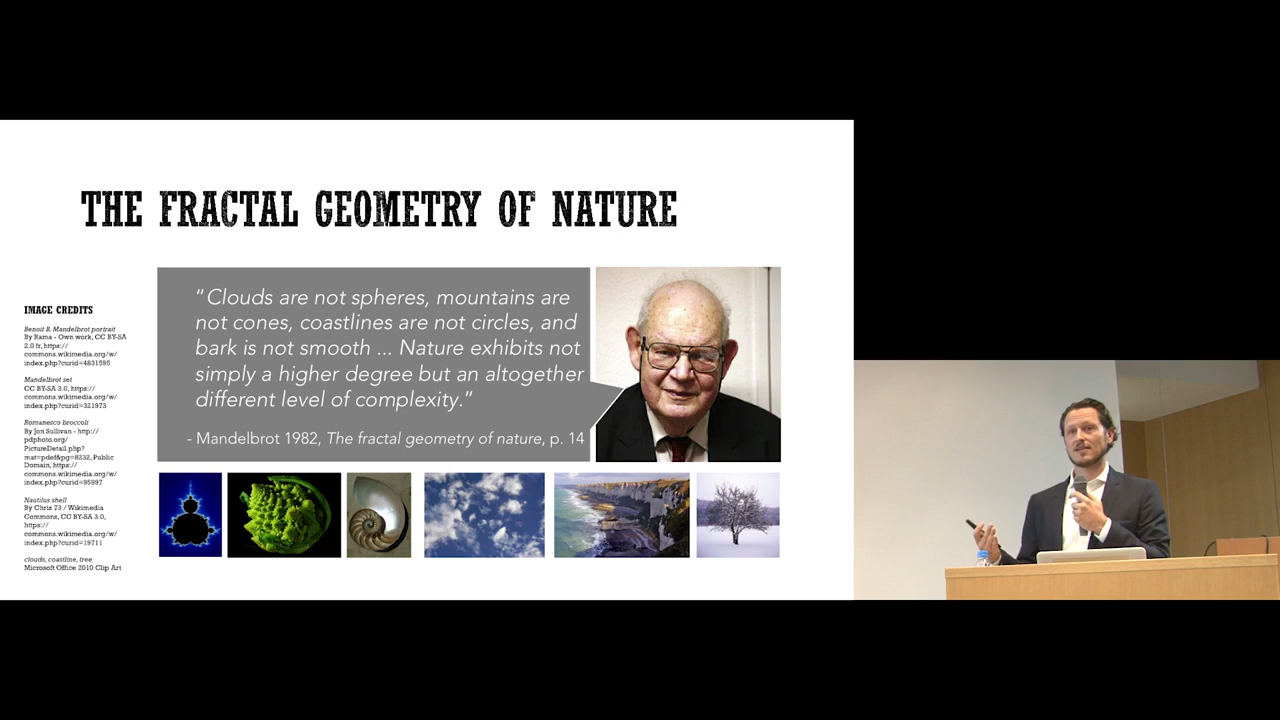 THE FRACTAL GEOMETRY OF NATURE
"Clouds are not spheres, mountains are
not cones, coastlines are not circles, and
bark is not smooth ... Nature exhibits not
simply a higher degree but an altogether
different level of complexity."
- Mandelbrot 1982, The fractal geometry of nature, p. 14
IMAGE CREDITS
Benoit B. Mandelbrot portrait
By Rama - Own work, CC BY-SA
2.0 fr, https://
commons.wikimedia.org/w/
index.php?curid=4831595
Mandelbrot set
CC BY-SA 3.0, https://
commons.wikimedia.org/w/
index.php?curid=321973
Romanesco broccoli
By Jon Sullivan - http://
pdphoto.org/
PictureDetail.php?
mat=pdef&pg=8232, Public
Domain, https://
commons.wikimedia.org/w/
index.php?curid=95997
Nautilus shell
By Chris 73 / Wikimedia
Commons, CC BY-SA 3.0,
https://
commons.wikimedia.org/w/
index.php?curid=19711
clouds, coastline, tree
Microsoft Office 2010 Clip Art